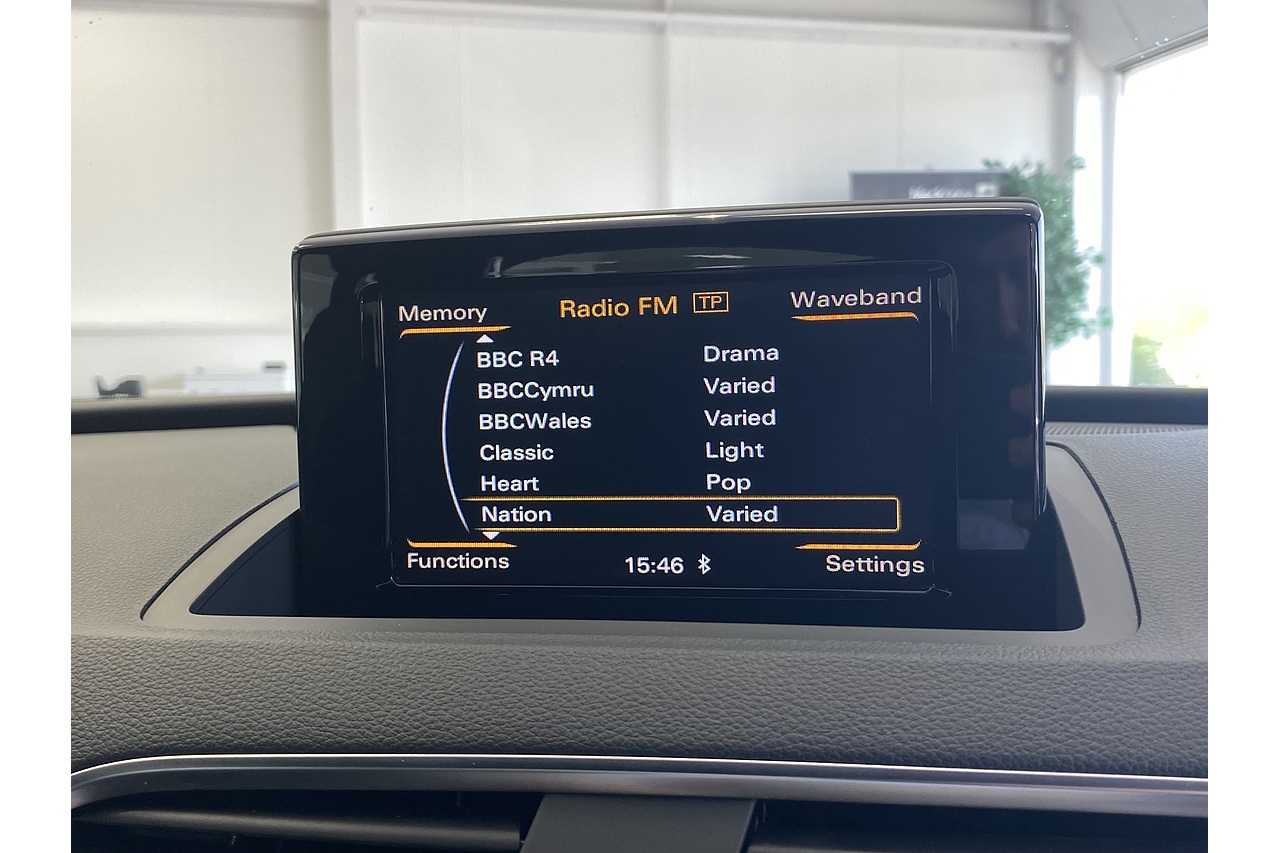 Memory Radio FM TP Waveband
BBC R4 Drama
BBCCymru Varied
BBCWales Varied
Classic Light
Heart Pop
Nation Varied
Functions 15:46 Settings